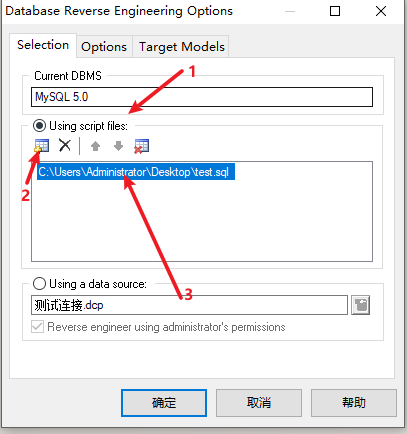 Database Reverse Engineering Options
Selection Options Target Models
Current DBMS
MySQL 5.0
1
Using script files:
2
C:\Users\Administrator\Desktop\test.sql
3
Using a data source:
测试连接.dcp
Reverse engineer using administrator's permissions
确定 取消 帮助